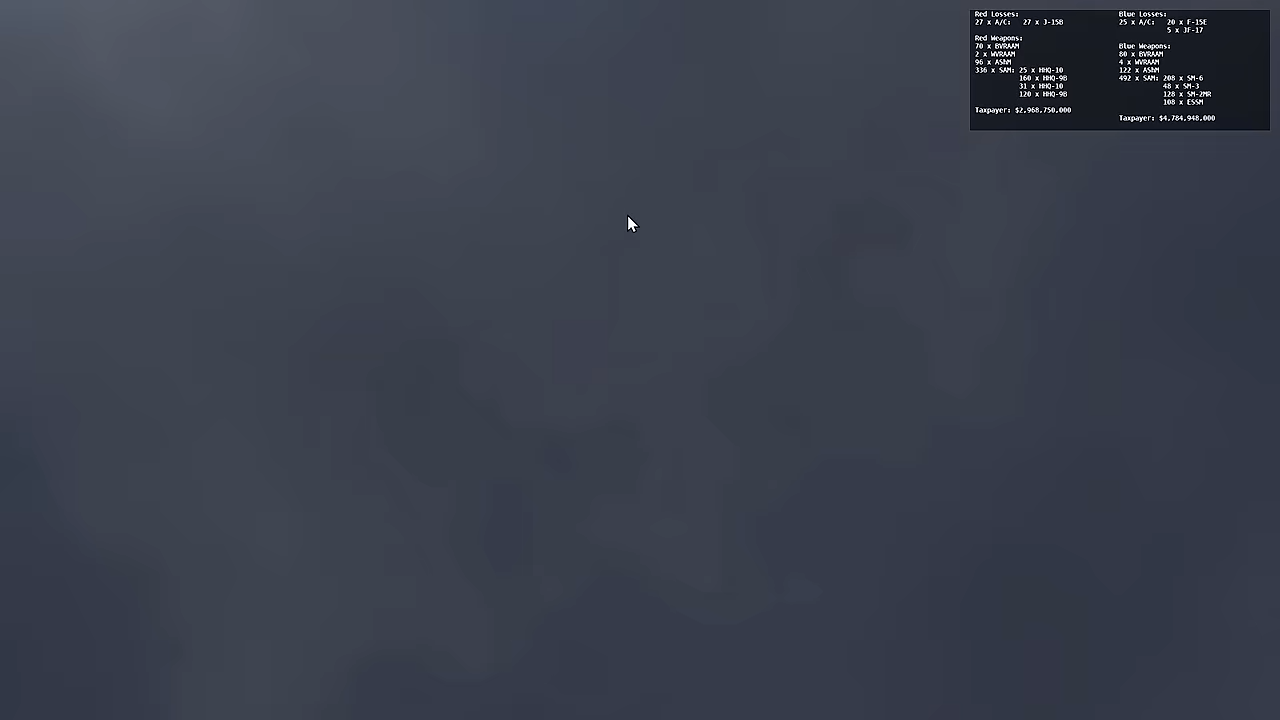 Red Losses:
27 x A/C: 27 x J-15B
Red Weapons:
70 x BVRAAM
2 x WVRAAM
96 x AShM
336 x SAM: 25 x HHQ-10
160 x HHQ-9B
31 x HHQ-10
120 x HHQ-9B
Taxpayer: $2,968,750,000
Blue Losses:
25 x A/C: 20 x F-15E
5 x JF-17
Blue Weapons:
80 x BVRAAM
4 x WVRAAM
122 x AShM
492 x SAM: 208 x SM-6
48 x SM-3
128 x SM-2MR
108 x ESSM
Taxpayer: $4,784,948,000